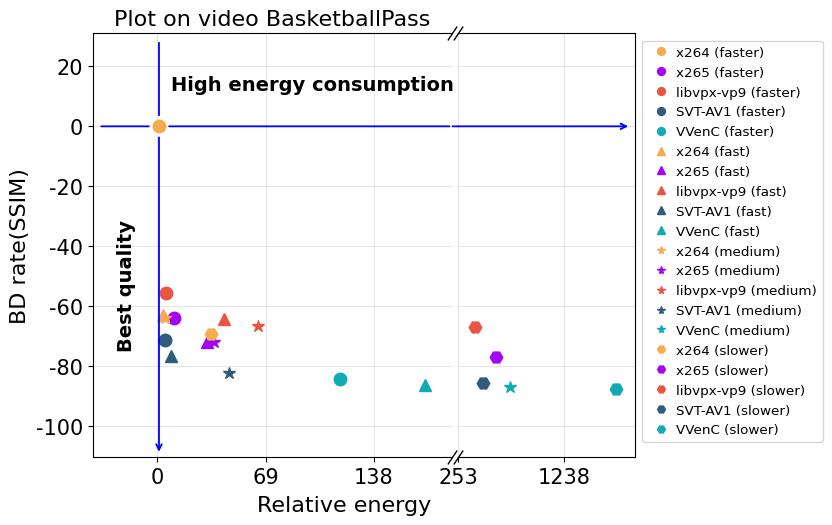 Plot on video BasketballPass
High energy consumption
Best quality
BD rate(SSIM)
20
0
-20
-40
-60
-80
-100
0
69
138
253
1238
Relative energy
x264 (faster)
x265 (faster)
libvpx-vp9 (faster)
SVT-AV1 (faster)
VVenC (faster)
x264 (fast)
x265 (fast)
libvpx-vp9 (fast)
SVT-AV1 (fast)
VVenC (fast)
x264 (medium)
x265 (medium)
libvpx-vp9 (medium)
SVT-AV1 (medium)
VVenC (medium)
x264 (slower)
x265 (slower)
libvpx-vp9 (slower)
SVT-AV1 (slower)
VVenC (slower)